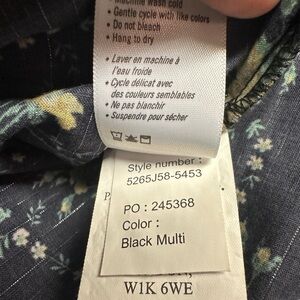 • Machine wash cold
• Gentle cycle with like colors
• Do not bleach
• Hang to dry
• Laver en machine à
l'eau froide
• Cycle délicat avec
des couleurs semblables
• Ne pas blanchir
• Suspendre pour sécher
Style number :
5265J58-5453
PO : 245368
Color :
Black Multi
W1K 6WE